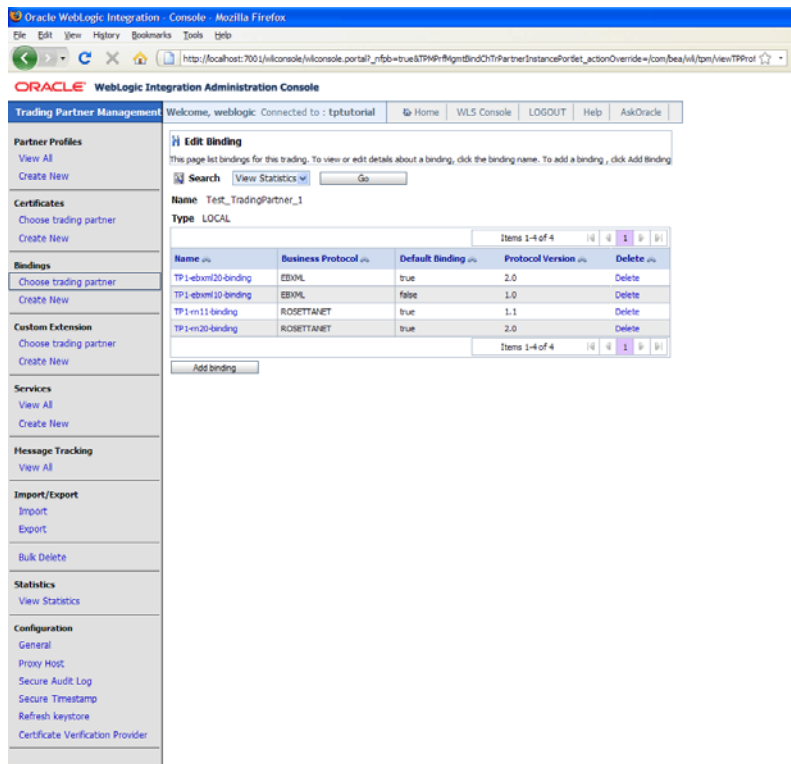 Oracle WebLogic Integration - Console - Mozilla Firefox
File Edit View History Bookmarks Tools Help
http://localhost:7001/wliconsole/wliconsole.portal?_nfpb=true&TPMPrfMgmtBindChTrPartnerInstancePortlet_actionOverride=/com/bea/wli/tpm/viewTPProf
ORACLE WebLogic Integration Administration Console
Trading Partner Management Welcome, weblogic Connected to : tptutorial Home WLS Console LOGOUT Help AskOracle
Partner Profiles
View All
Create New
Certificates
Choose trading partner
Create New
Bindings
Choose trading partner
Create New
Custom Extension
Choose trading partner
Create New
Services
View All
Create New
Message Tracking
View All
Import/Export
Import
Export
Bulk Delete
Statistics
View Statistics
Configuration
General
Proxy Host
Secure Audit Log
Secure Timestamp
Refresh keystore
Certificate Verification Provider
Edit Binding
This page list bindings for this trading. To view or edit details about a binding, click the binding name. To add a binding , click Add Binding
Search View Statistics Go
Name Test_TradingPartner_1
Type LOCAL
Items 1-4 of 4 1
Name Business Protocol Default Binding Protocol Version Delete
TP1-ebxml20-binding EBXML true 2.0 Delete
TP1-ebxml10-binding EBXML false 1.0 Delete
TP1-rn11-binding ROSETTANET true 1.1 Delete
TP1-rn20-binding ROSETTANET true 2.0 Delete
Items 1-4 of 4 1
Add binding